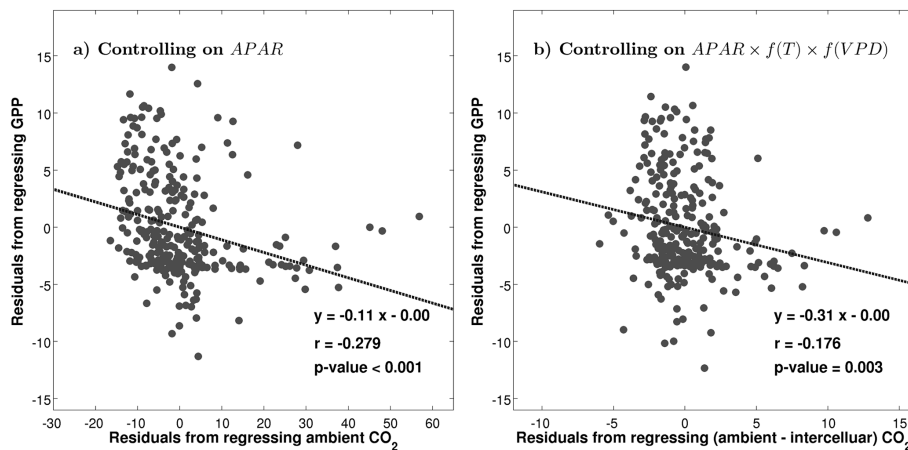 a) Controlling on APAR
Residuals from regressing GPP
15
10
5
0
-5
-10
-15
y = -0.11 x - 0.00
r = -0.279
p-value < 0.001
-30 -20 -10 0 10 20 30 40 50 60
Residuals from regressing ambient CO₂
b) Controlling on APAR × f(T) × f(VPD)
Residuals from regressing GPP
15
10
5
0
-5
-10
-15
y = -0.31 x - 0.00
r = -0.176
p-value = 0.003
-10 -5 0 5 10 15
Residuals from regressing (ambient - intercelluar) CO₂